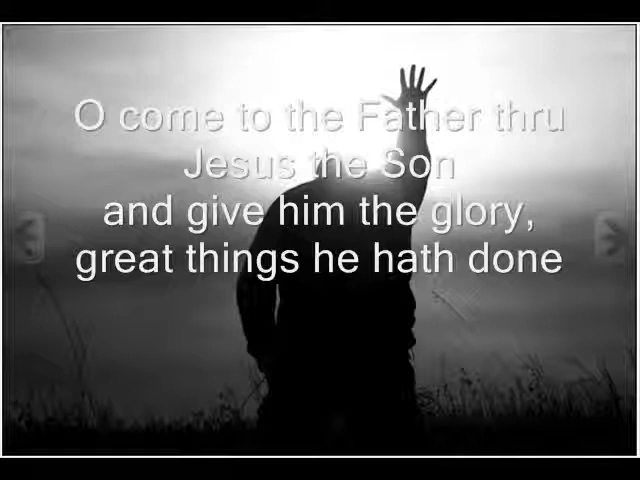 O come to the Father thru
Jesus the Son
and give him the glory,
great things he hath done